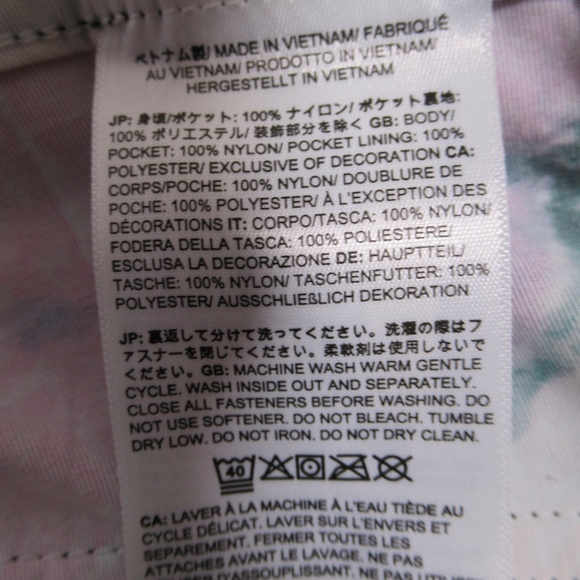 ベトナム製/ MADE IN VIETNAM/ FABRIQUÉ
AU VIETNAM/ PRODOTTO IN VIETNAM/
HERGESTELLT IN VIETNAM
JP: 身頃/ポケット: 100% ナイロン/ ポケット裏地:
100% ポリエステル/ 装飾部分を除く GB: BODY/
POCKET: 100% NYLON/ POCKET LINING: 100%
POLYESTER/ EXCLUSIVE OF DECORATION CA:
CORPS/POCHE: 100% NYLON/ DOUBLURE DE
POCHE: 100% POLYESTER/ À L'EXCEPTION DES
DÉCORATIONS IT: CORPO/TASCA: 100% NYLON/
FODERA DELLA TASCA: 100% POLIESTERE/
ESCLUSA LA DECORAZIONE DE: HAUPTTEIL/
TASCHE: 100% NYLON/ TASCHENFUTTER: 100%
POLYESTER/ AUSSCHLIEßLICH DEKORATION
JP: 裏返して分けて洗ってください。洗濯の際はフ
ァスナーを閉じてください。柔軟剤は使用しないで
ください。GB: MACHINE WASH WARM GENTLE
CYCLE. WASH INSIDE OUT AND SEPARATELY.
CLOSE ALL FASTENERS BEFORE WASHING. DO
NOT USE SOFTENER. DO NOT BLEACH. TUMBLE
DRY LOW. DO NOT IRON. DO NOT DRY CLEAN.
40
CA: LAVER À LA MACHINE À L'EAU TIÈDE AU
CYCLE DÉLICAT. LAVER SUR L'ENVERS ET
SÉPAREMENT. FERMER TOUTES LES
ATTACHES AVANT LE LAVAGE. NE PAS
D'ASSOUPLISSANT. NE PAS